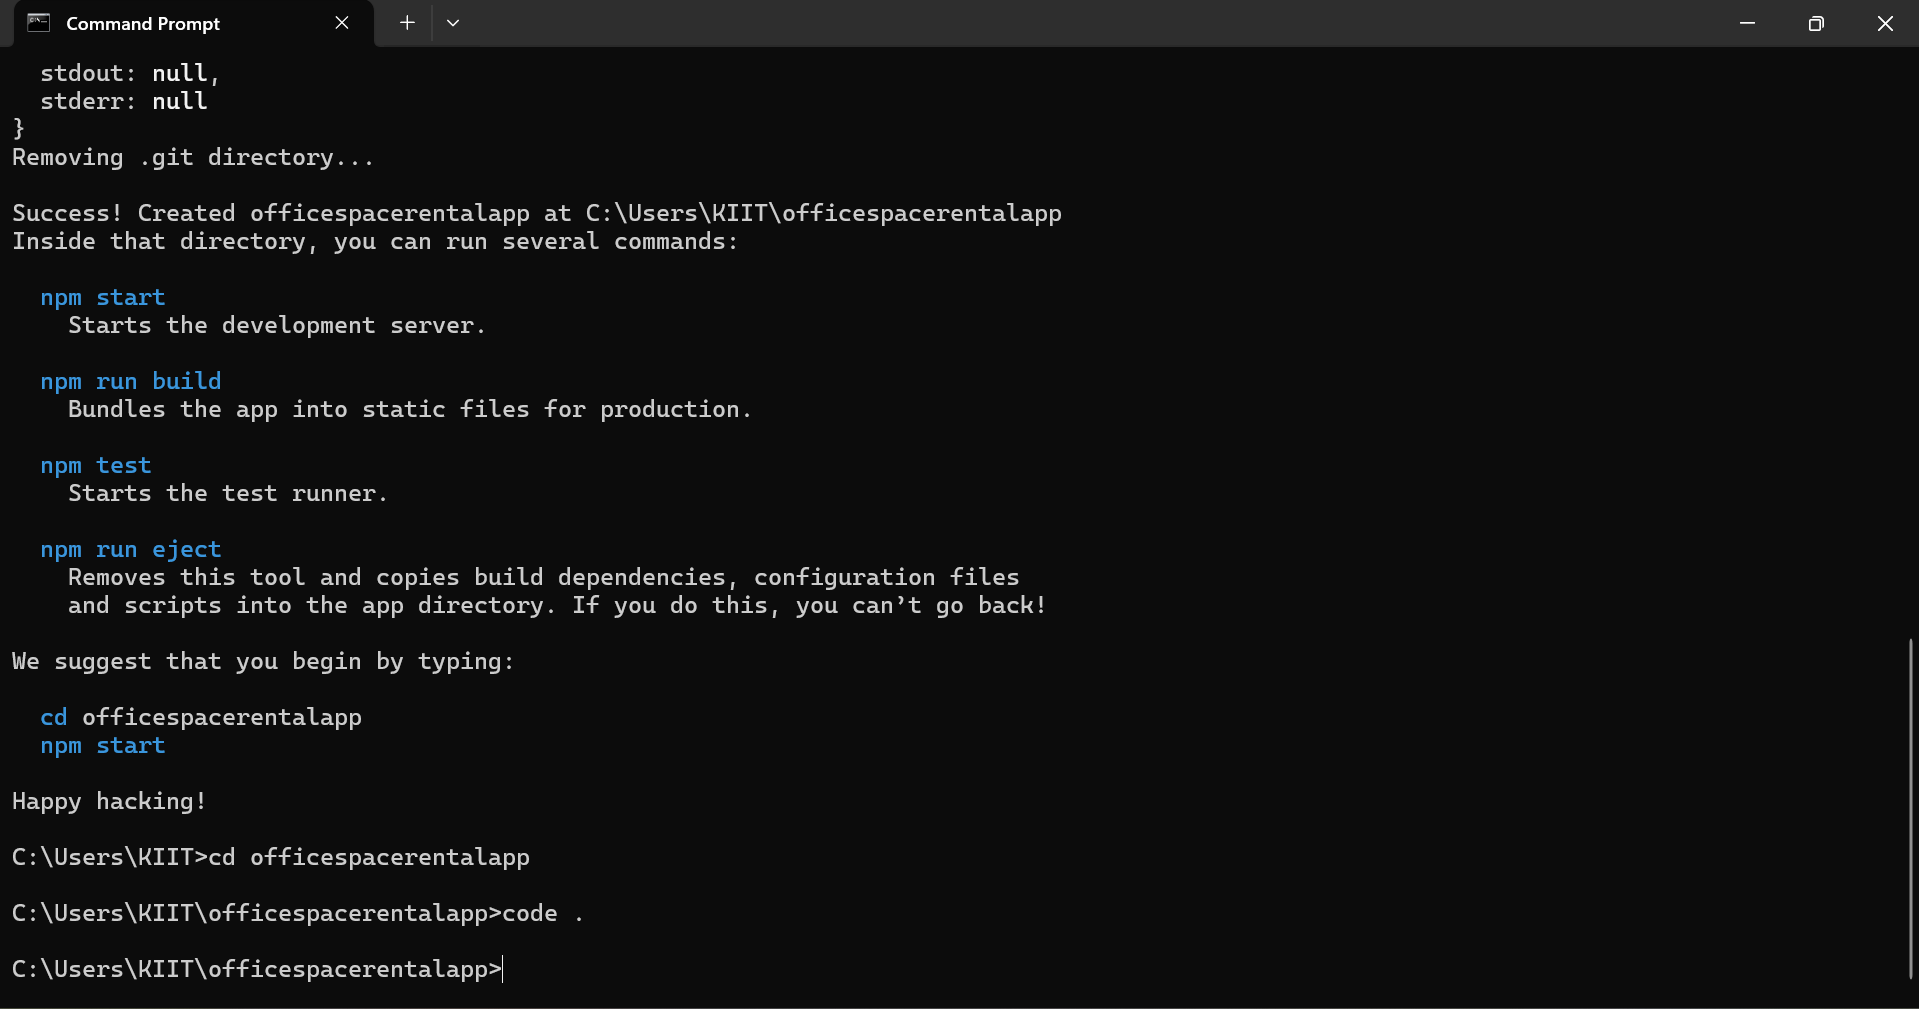 Command Prompt
stdout: null,
stderr: null
}
Removing .git directory...
Success! Created officespacerentalapp at C:\Users\KIIT\officespacerentalapp
Inside that directory, you can run several commands:
npm start
Starts the development server.
npm run build
Bundles the app into static files for production.
npm test
Starts the test runner.
npm run eject
Removes this tool and copies build dependencies, configuration files
and scripts into the app directory. If you do this, you can’t go back!
We suggest that you begin by typing:
cd officespacerentalapp
npm start
Happy hacking!
C:\Users\KIIT>cd officespacerentalapp
C:\Users\KIIT\officespacerentalapp>code .
C:\Users\KIIT\officespacerentalapp>